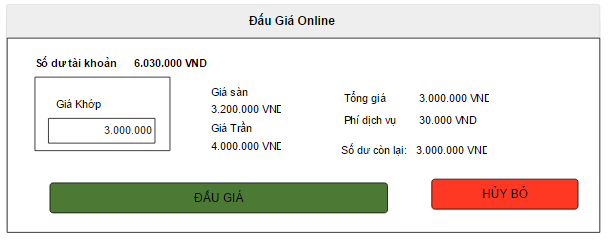 Đấu Giá Online
Số dư tài khoản 6.030.000 VND
Giá Khớp
3.000.000
Giá sàn
3.200.000 VND
Giá Trần
4.000.000 VND
Tổng giá 3.000.000 VND
Phí dịch vụ 30.000 VND
Số dư còn lại: 3.000.000 VND
ĐẤU GIÁ
HỦY BỎ